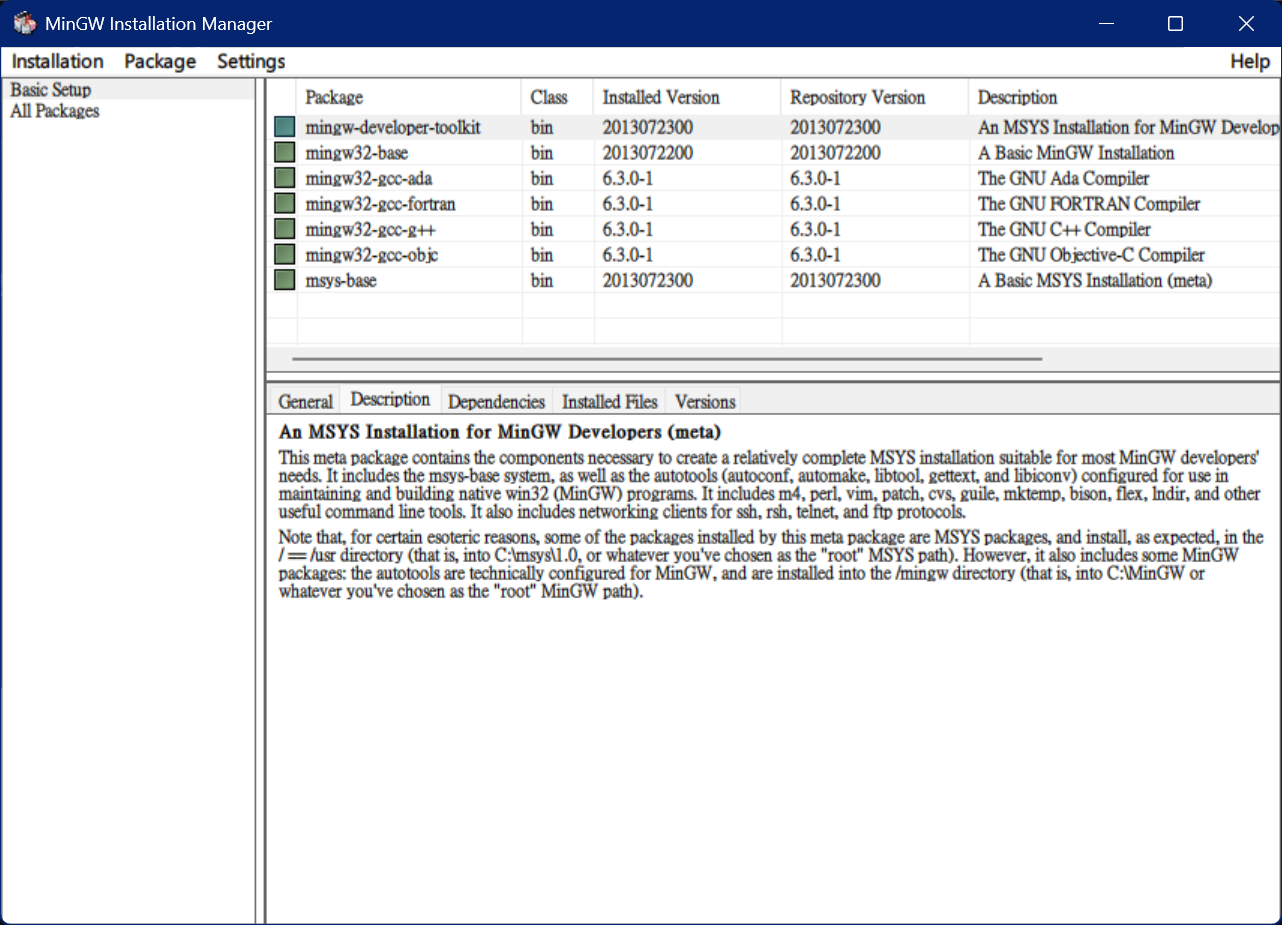 MinGW Installation Manager
Installation Package Settings Help
Basic Setup
All Packages
Package Class Installed Version Repository Version Description
mingw-developer-toolkit bin 2013072300 2013072300 An MSYS Installation for MinGW Develop
mingw32-base bin 2013072200 2013072200 A Basic MinGW Installation
mingw32-gcc-ada bin 6.3.0-1 6.3.0-1 The GNU Ada Compiler
mingw32-gcc-fortran bin 6.3.0-1 6.3.0-1 The GNU FORTRAN Compiler
mingw32-gcc-g++ bin 6.3.0-1 6.3.0-1 The GNU C++ Compiler
mingw32-gcc-objc bin 6.3.0-1 6.3.0-1 The GNU Objective-C Compiler
msys-base bin 2013072300 2013072300 A Basic MSYS Installation (meta)
General Description Dependencies Installed Files Versions
An MSYS Installation for MinGW Developers (meta)
This meta package contains the components necessary to create a relatively complete MSYS installation suitable for most MinGW developers'
needs. It includes the msys-base system, as well as the autotools (autoconf, automake, libtool, gettext, and libiconv) configured for use in
maintaining and building native win32 (MinGW) programs. It includes m4, perl, vim, patch, cvs, guile, mktemp, bison, flex, lndir, and other
useful command line tools. It also includes networking clients for ssh, rsh, telnet, and ftp protocols.
Note that, for certain esoteric reasons, some of the packages installed by this meta package are MSYS packages, and install, as expected, in the
/ == /usr directory (that is, into C:\msys\1.0, or whatever you've chosen as the "root" MSYS path). However, it also includes some MinGW
packages: the autotools are technically configured for MinGW, and are installed into the /mingw directory (that is, into C:\MinGW or
whatever you've chosen as the "root" MinGW path).